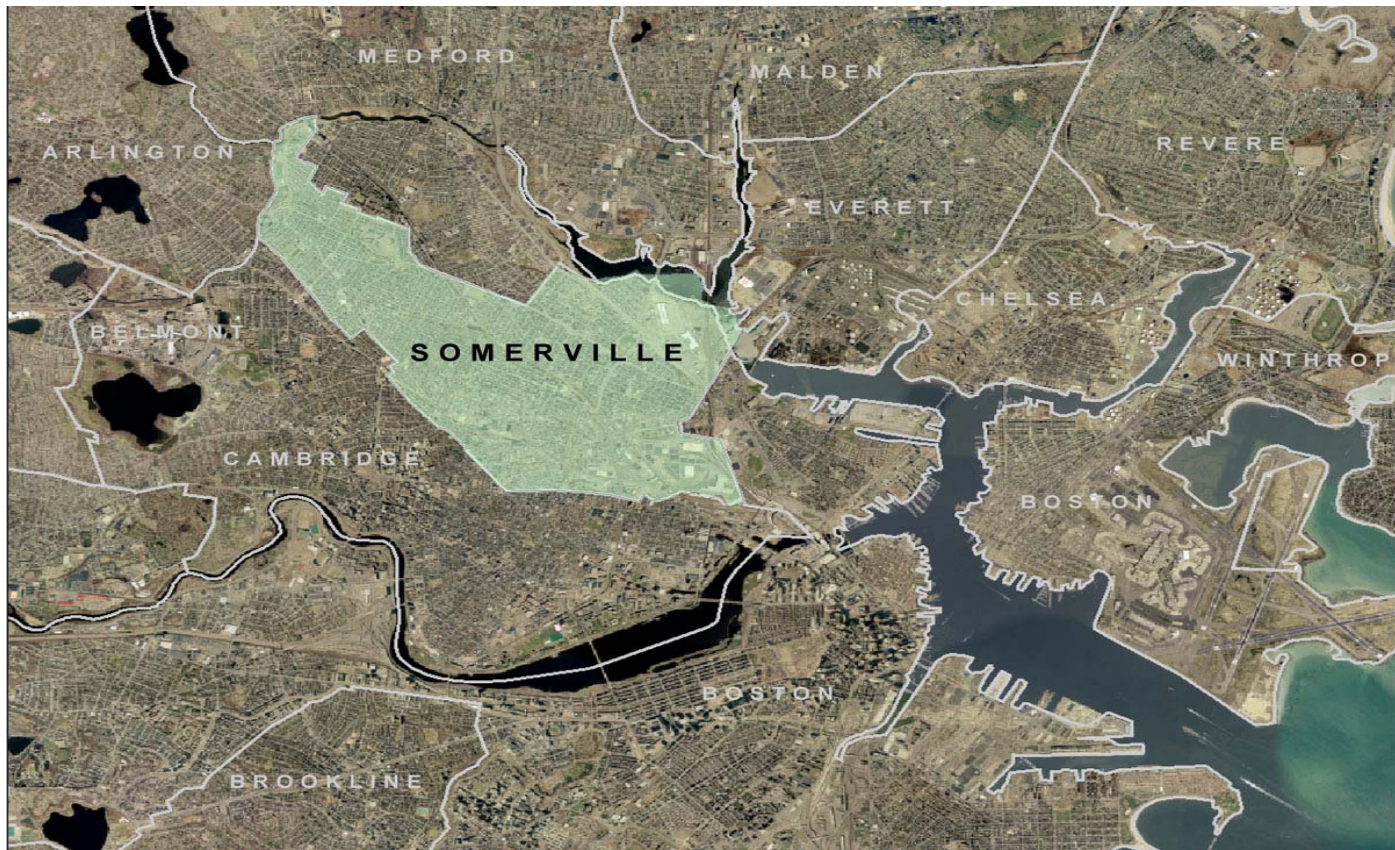 MEDFORD
MALDEN
ARLINGTON
REVERE
EVERETT
CHELSEA
BELMONT
SOMERVILLE
WINTHROP
CAMBRIDGE
BOSTON
BOSTON
BROOKLINE